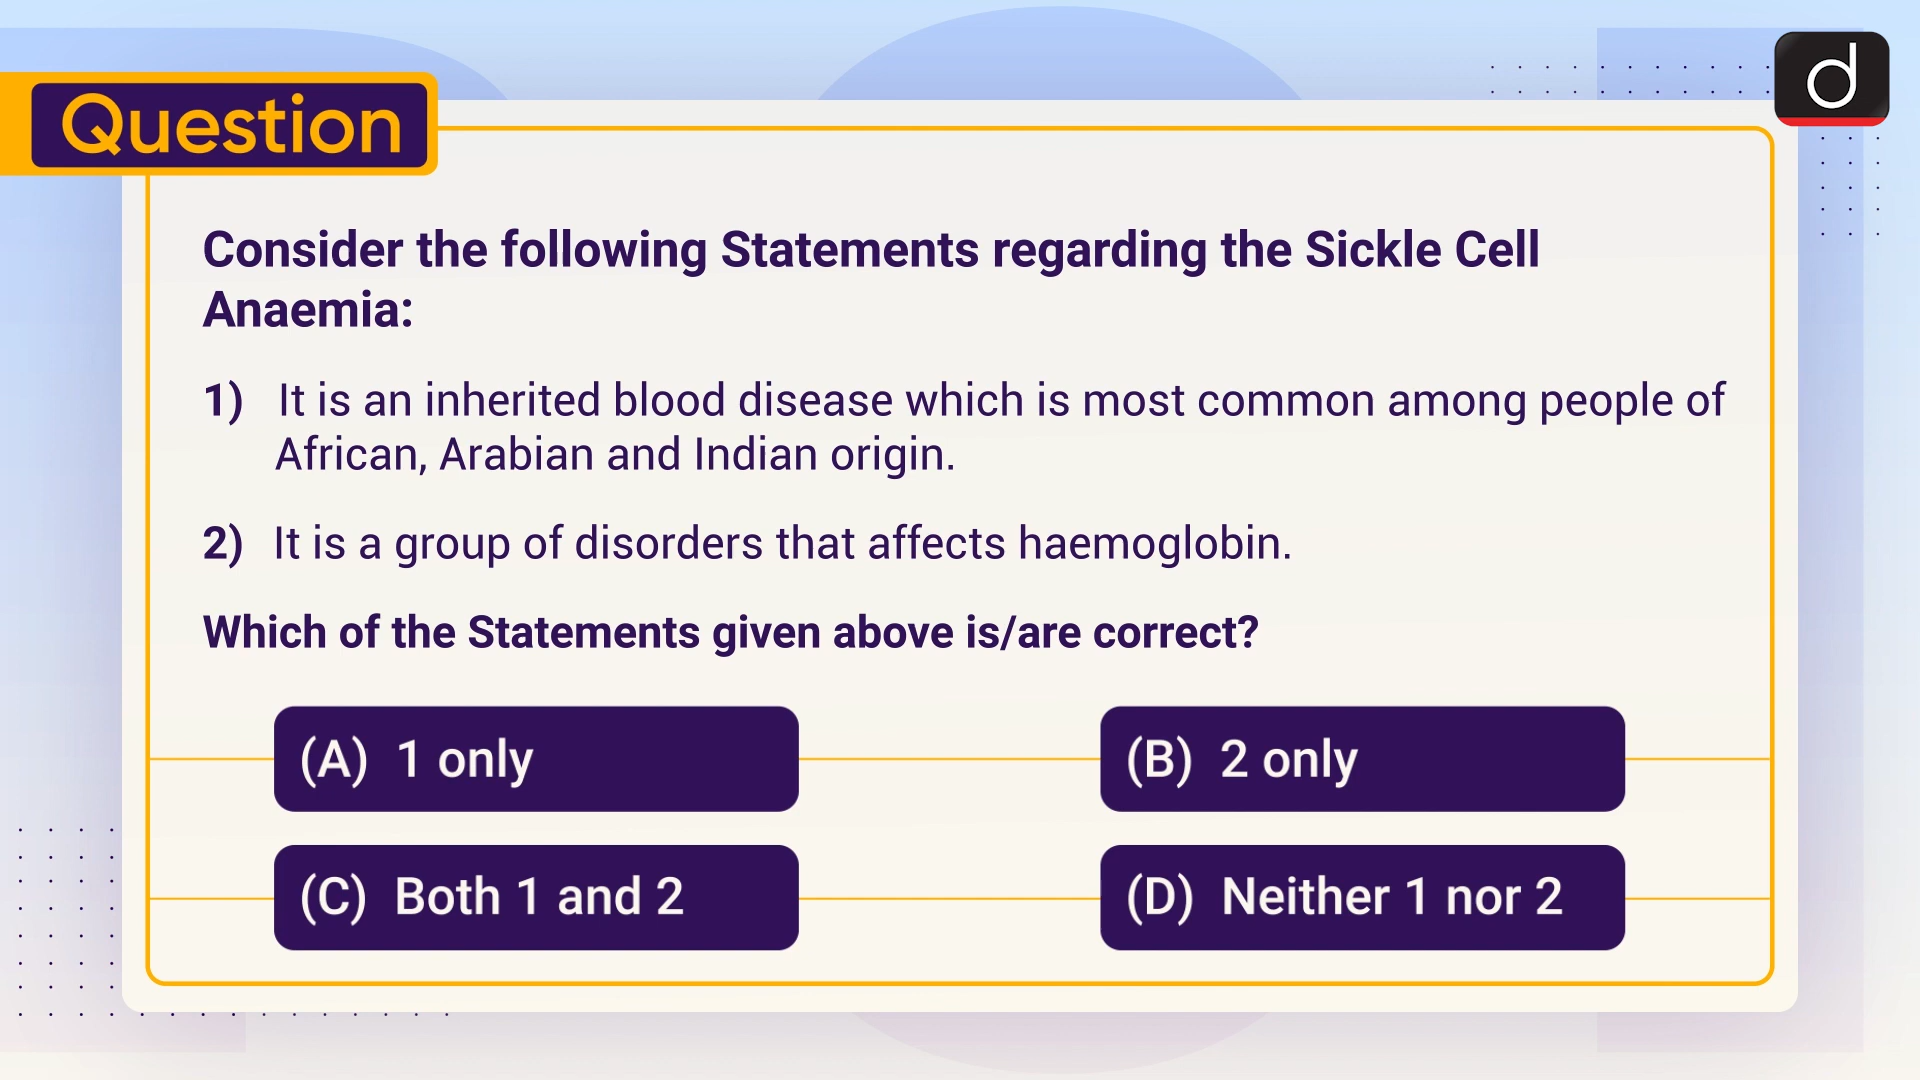 Question
Consider the following Statements regarding the Sickle Cell
Anaemia:
1) It is an inherited blood disease which is most common among people of
African, Arabian and Indian origin.
2) It is a group of disorders that affects haemoglobin.
Which of the Statements given above is/are correct?
(A) 1 only
(B) 2 only
(C) Both 1 and 2
(D) Neither 1 nor 2
d